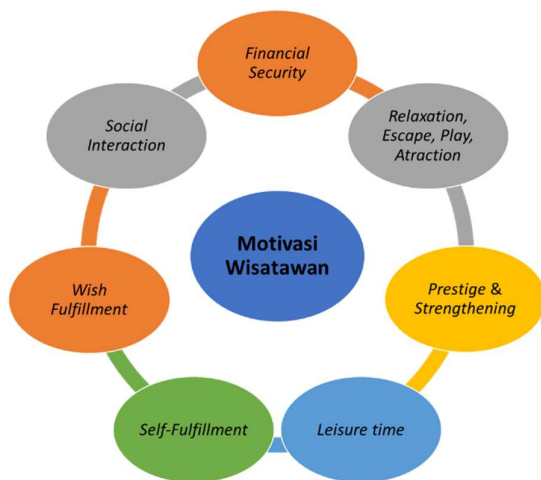 Financial
Security
Relaxation,
Escape, Play,
Atraction
Prestige &
Strengthening
Leisure time
Self-Fulfillment
Wish
Fulfillment
Social
Interaction
Motivasi
Wisatawan